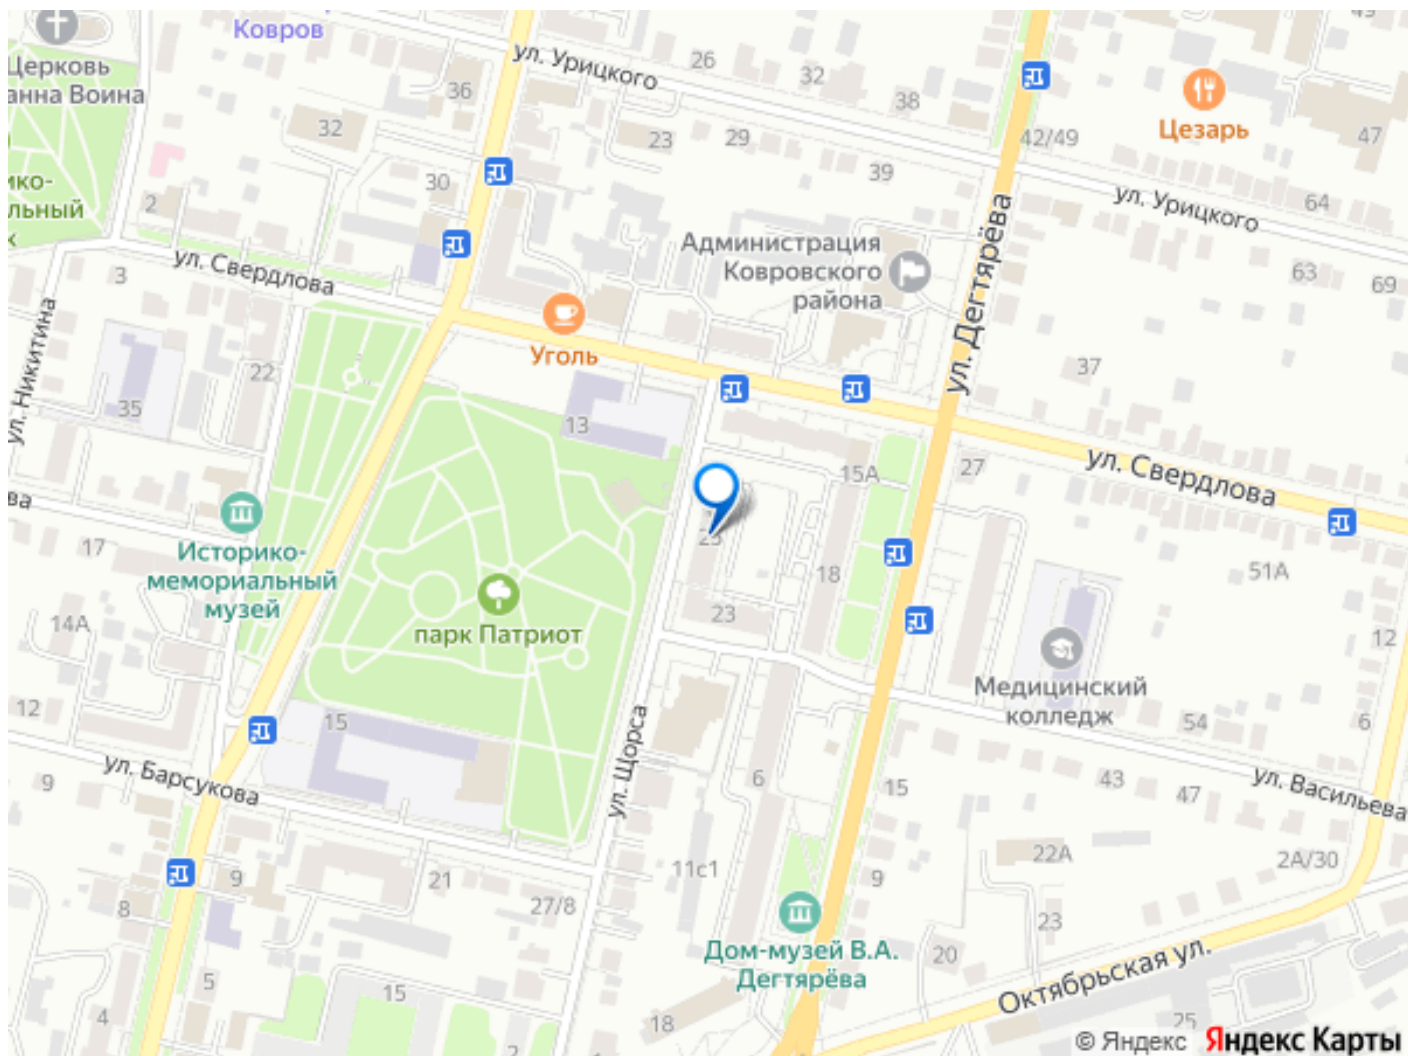 Ковров
Церковь
анна Воина
ул. Урицкого
26
32
38
36
32
23
29
39
30
42/49
Цезарь
47
ул. Урицкого
64
63
69
ико-
льный
к
2
3
ул. Свердлова
Администрация
Ковровского
района
ул. Дегтярёва
Уголь
22
35
ул. Никитина
13
37
15А
27
ул. Свердлова
17
Историко-
мемориальный
музей
14А
12
парк Патриот
23
18
51А
12
Медицинский
колледж
54
6
15
ул. Щорса
6
15
43
47
ул. Васильева
9
ул. Барсукова
9
8
21
27/8
11с1
9
22А
2А/30
23
20
Дом-музей В.А.
Дегтярёва
Октябрьская ул.
5
4
15
2
18
25
© Яндекс Яндекс Карты